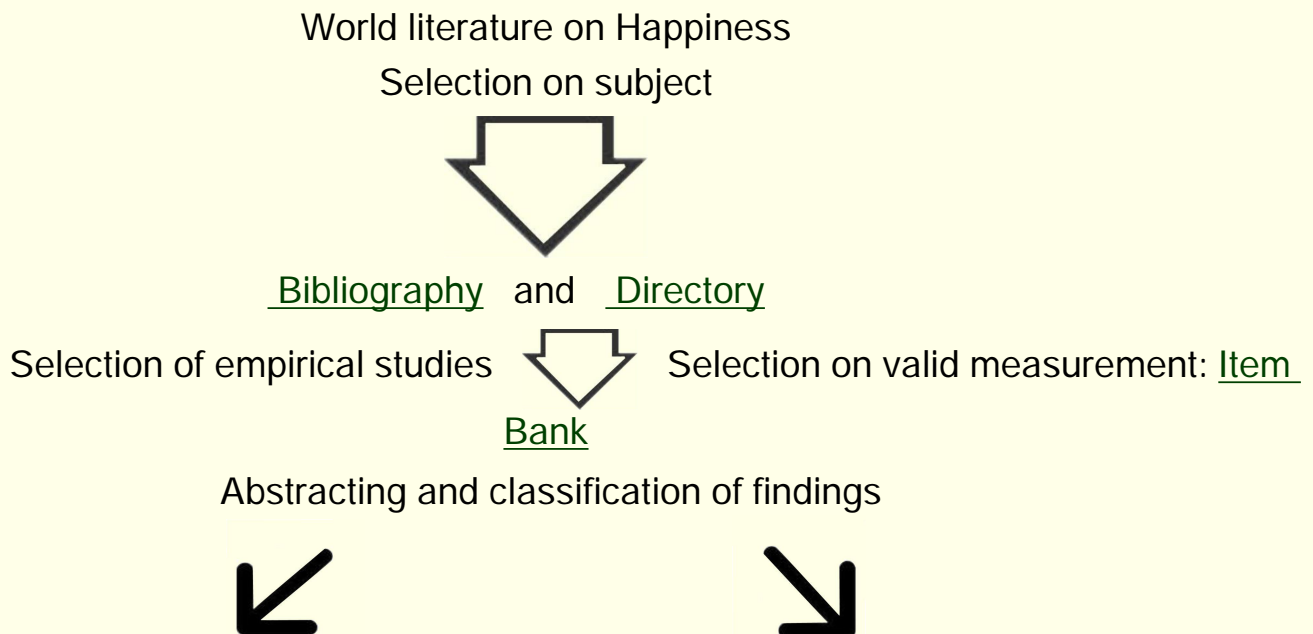 World literature on Happiness
Selection on subject
Bibliography and Directory
Selection of empirical studies Selection on valid measurement: Item
Bank
Abstracting and classification of findings